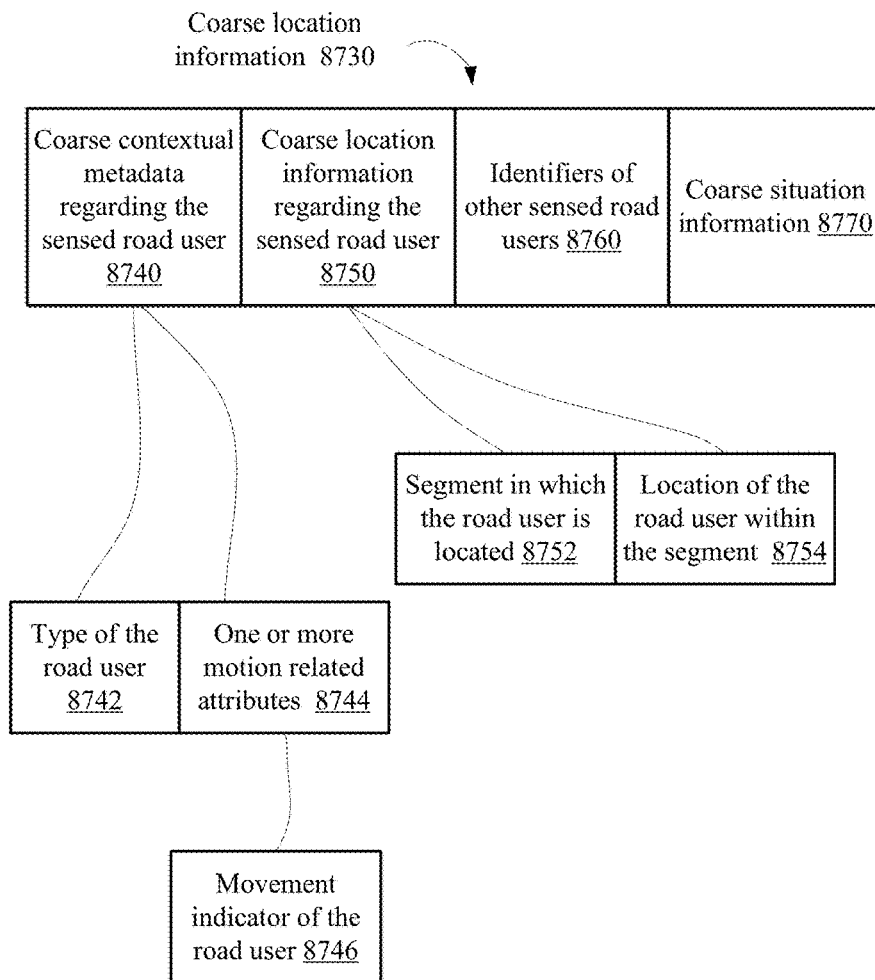 Coarse location
information 8730
Coarse contextual
metadata
regarding the
sensed road user
8740
Coarse location
information
regarding the
sensed road user
8750
Identifiers of
other sensed road
users 8760
Coarse situation
information 8770
Segment in which
the road user is
located 8752
Location of the
road user within
the segment 8754
Type of the
road user
8742
One or more
motion related
attributes 8744
Movement
indicator of the
road user 8746